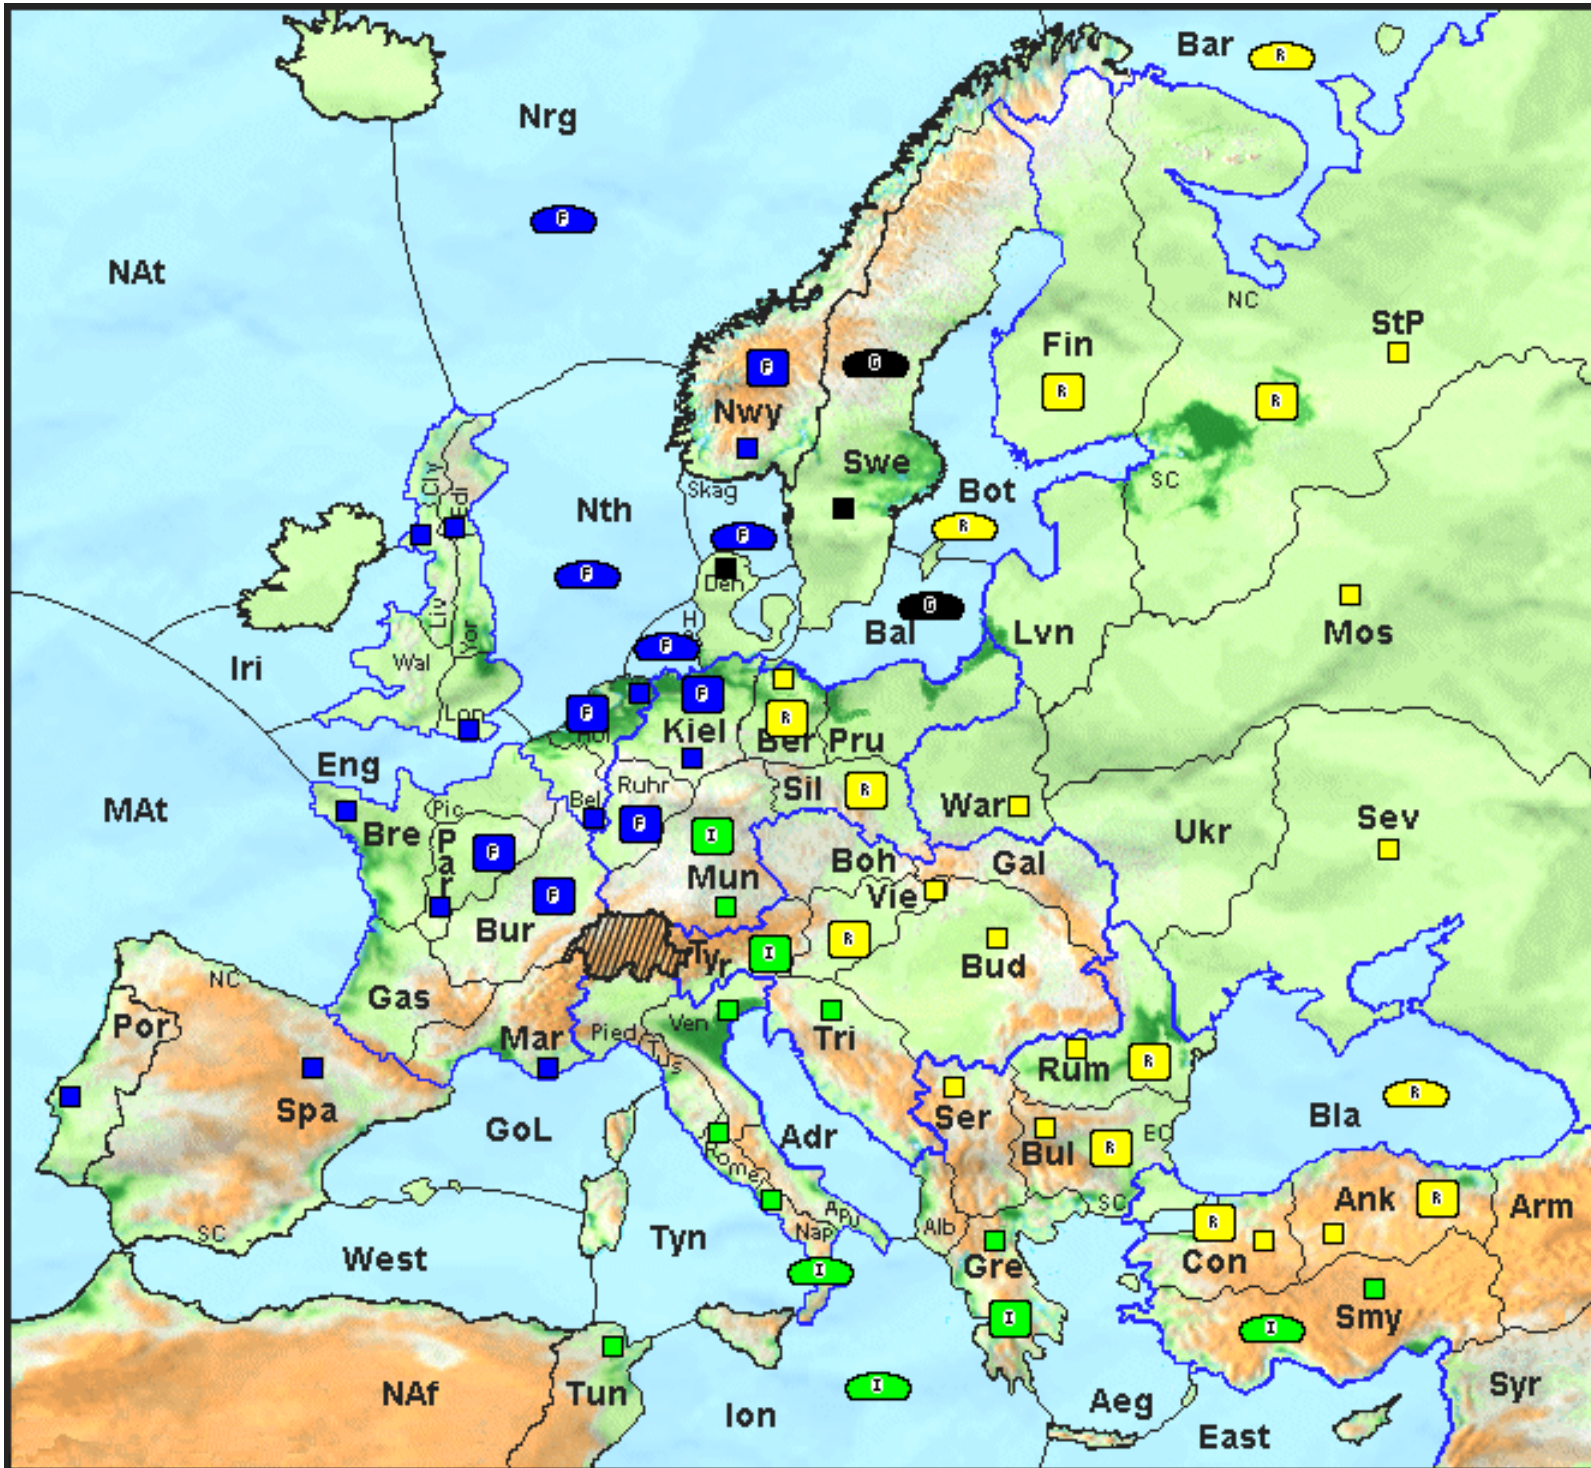 Bar
R
Nrg
F
NAt
NC
StP
Fin
F
G
R
R
Nwy
Swe
Cly
Edi
Skag
SC
Bot
Nth
F
R
F
Den
G
Liv
Yor
H
Bal
Lvn
Mos
Iri
Wal
F
F
F
R
Lon
Hol
Kiel
Ber
Pru
Eng
Ruhr
Sil
R
MAt
Pic
Bel
War
Ukr
Sev
Bre
Par
F
F
I
Boh
Gal
Mun
Vie
F
Bur
Tyr
I
R
Bud
NC
Gas
Por
Mar
Pied
Ven
Tri
Tus
Rum
R
Spa
Ser
R
GoL
Adr
Bla
Bul
R
EC
Rome
SC
Ank
R
Arm
SC
Tyn
Apu
Nap
Alb
R
West
Con
I
Gre
I
I
Smy
NAf
Tun
I
Aeg
Syr
Ion
East